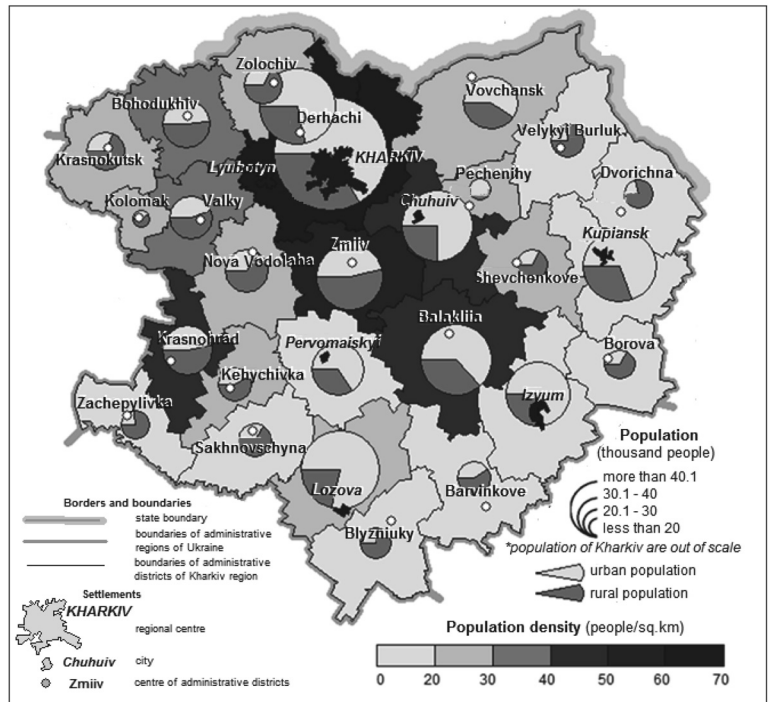 Zolochiv
Bohodukhiv
Derhachi
Vovchansk
Krasnokutsk
Lyubotyn
KHARKIV
Velykyi Burluk
Pechenihy
Dvorichna
Kolomak
Valky
Chuhuiv
Kupiansk
Zmiiv
Nova Vodolaha
Shevchenkove
Balakliia
Krasnohrad
Pervomaiskyi
Borova
Kehychivka
Zachepylivka
Izyum
Sakhnovschyna
Lozova
Barvinkove
Blyzniuky
Population
(thousand people)
more than 40.1
30.1 - 40
20.1 - 30
less than 20
*population of Kharkiv are out of scale
urban population
rural population
Borders and boundaries
state boundary
boundaries of administrative
regions of Ukraine
boundaries of administrative
districts of Kharkiv region
Settlements
KHARKIV
regional centre
Chuhuiv
city
Zmiiv
centre of administrative districts
Population density (people/sq.km)
0 20 30 40 50 60 70